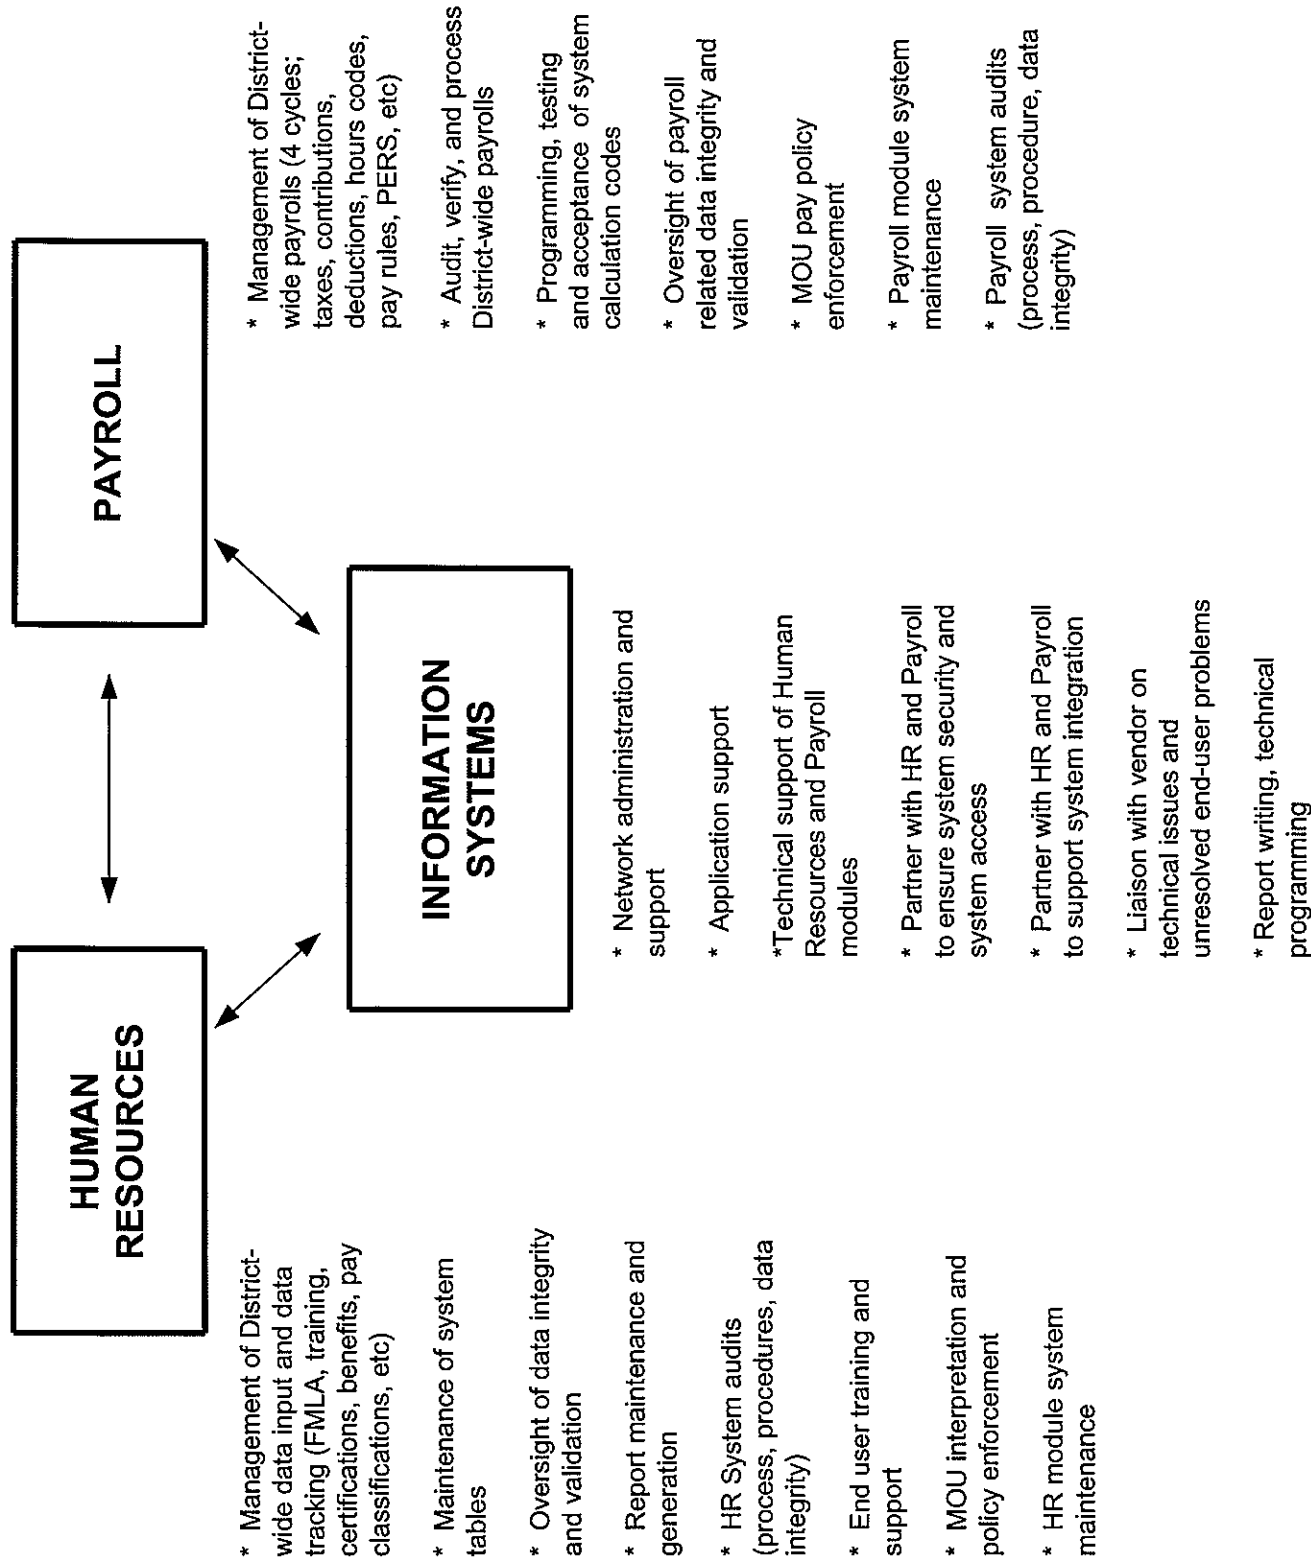 HUMAN
RESOURCES
* Management of District-
wide data input and data
tracking (FMLA, training,
certifications, benefits, pay
classifications, etc)
* Maintenance of system
tables
* Oversight of data integrity
and validation
* Report maintenance and
generation
* HR System audits
(process, procedures, data
integrity)
* End user training and
support
* MOU interpretation and
policy enforcement
* HR module system
maintenance
INFORMATION
SYSTEMS
* Network administration and
support
* Application support
*Technical support of Human
Resources and Payroll
modules
* Partner with HR and Payroll
to ensure system security and
system access
* Partner with HR and Payroll
to support system integration
* Liaison with vendor on
technical issues and
unresolved end-user problems
* Report writing, technical
programming
PAYROLL
* Management of District-
wide payrolls (4 cycles;
taxes, contributions,
deductions, hours codes,
pay rules, PERS, etc)
* Audit, verify, and process
District-wide payrolls
* Programming, testing
and acceptance of system
calculation codes
* Oversight of payroll
related data integrity and
validation
* MOU pay policy
enforcement
* Payroll module system
maintenance
* Payroll system audits
(process, procedure, data
integrity)